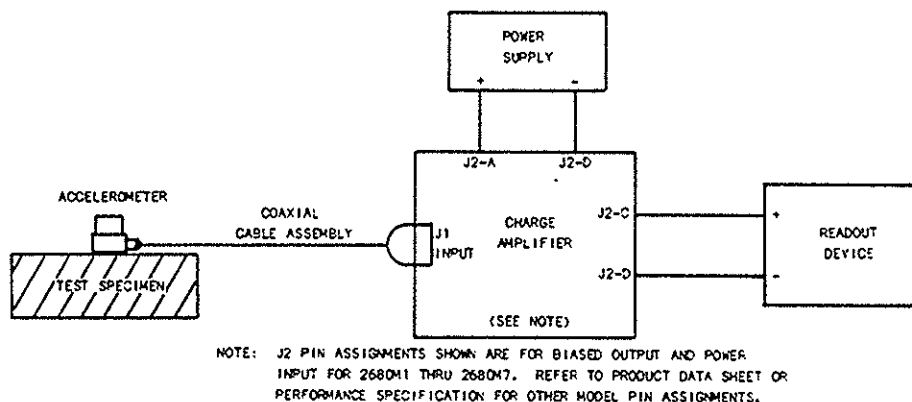 POWER
SUPPLY
+ -
J2-A J2-D
ACCELEROMETER
COAXIAL
CABLE ASSEMBLY
J1
INPUT
CHARGE
AMPLIFIER
J2-C
J2-D
+
-
READOUT
DEVICE
TEST SPECIMEN
(SEE NOTE)
NOTE: J2 PIN ASSIGNMENTS SHOWN ARE FOR BIASED OUTPUT AND POWER
INPUT FOR 2680M1 THRU 2680M7. REFER TO PRODUCT DATA SHEET OR
PERFORMANCE SPECIFICATION FOR OTHER MODEL PIN ASSIGNMENTS.